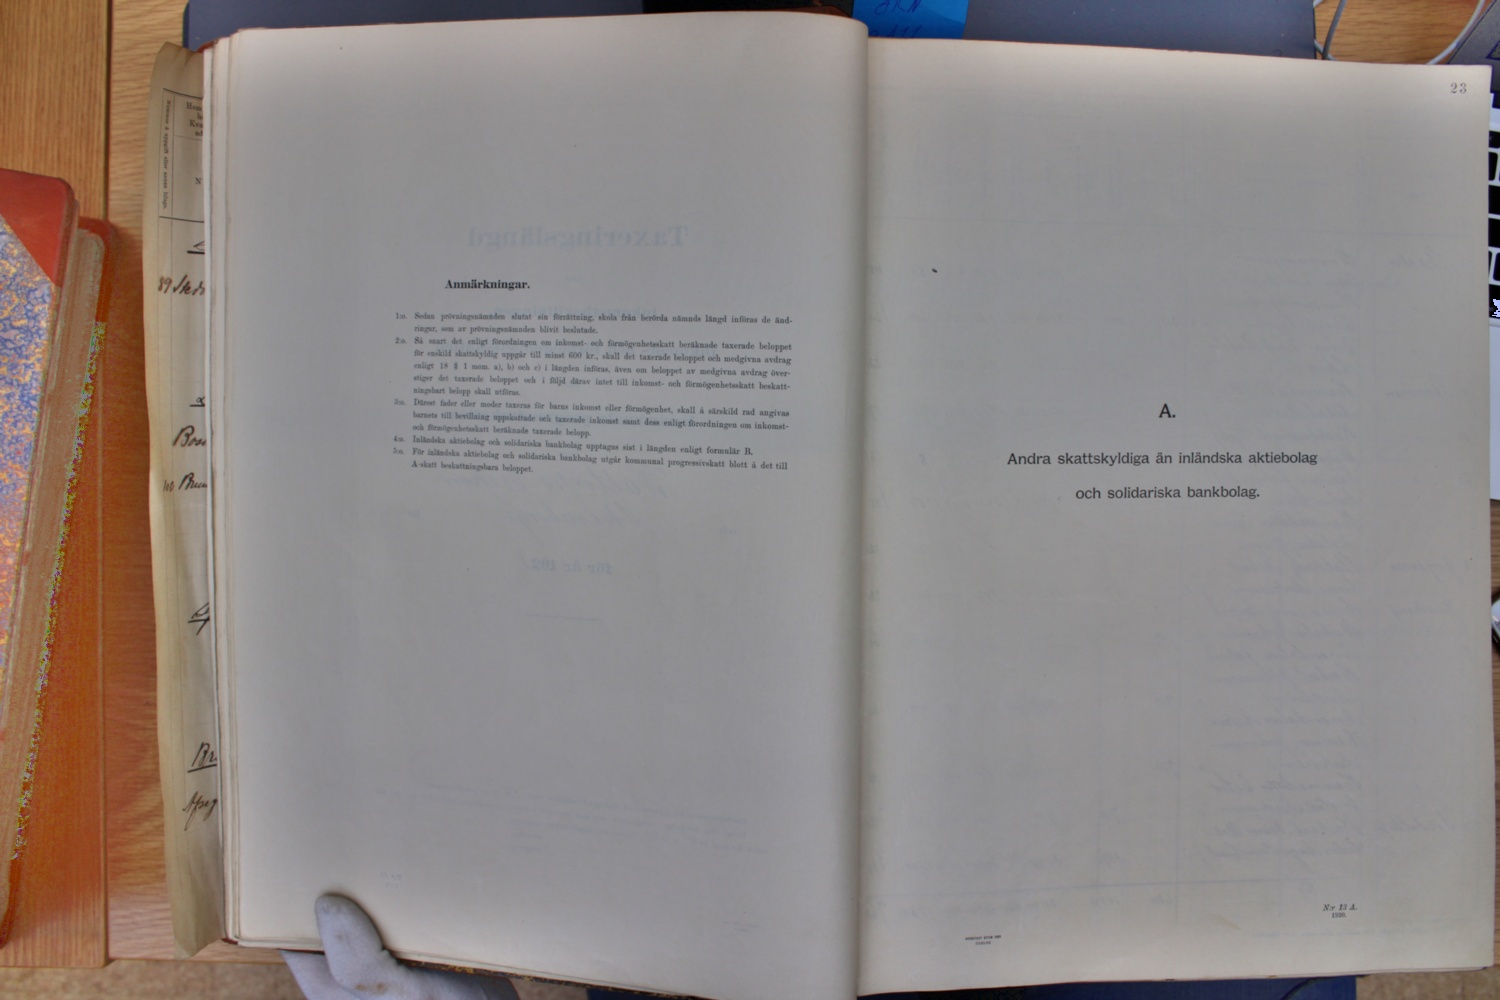 Anmärkningar.
1:o. Sedan prövningsnämnden slutat sin förrättning, skola från berörda nämnds längd införas de änd-
ringar, som av prövningsnämnden blivit beslutade.
2:o. Så snart det enligt förordningen om inkomst- och förmögenhetsskatt beräknade taxerade beloppet
för enskild skattskyldig uppgår till minst 600 kr., skall det taxerade beloppet och medgivna avdrag
enligt 18 § 1 mom. a), b) och c) i längden införas, även om beloppet av medgivna avdrag över-
stiger det taxerade beloppet och i följd därav intet till inkomst- och förmögenhetsskatt beskatt-
ningsbart belopp skall utföras.
3:o. Därest fader eller moder taxeras för barns inkomst eller förmögenhet, skall å särskild rad angivas
barnets till bevillning uppskattade och taxerade inkomst samt dess enligt förordningen om inkomst-
och förmögenhetsskatt beräknade taxerade belopp.
4:o. Inländska aktiebolag och solidariska bankbolag upptagas sist i längden enligt formulär B.
5:o. För inländska aktiebolag och solidariska bankbolag utgår kommunal progressivskatt blott å det till
A-skatt beskattningsbara beloppet.
23
A.
Andra skattskyldiga än inländska aktiebolag
och solidariska bankbolag.
N:r 13 A.
1920.